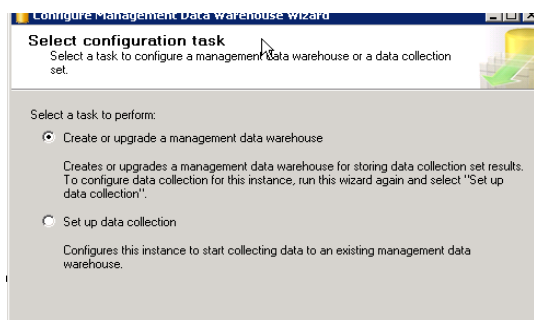 Configure Management Data Warehouse Wizard
Select configuration task
Select a task to configure a management data warehouse or a data collection
set.
Select a task to perform:
Create or upgrade a management data warehouse
Creates or upgrades a management data warehouse for storing data collection set results.
To configure data collection for this instance, run this wizard again and select "Set up
data collection".
Set up data collection
Configures this instance to start collecting data to an existing management data
warehouse.